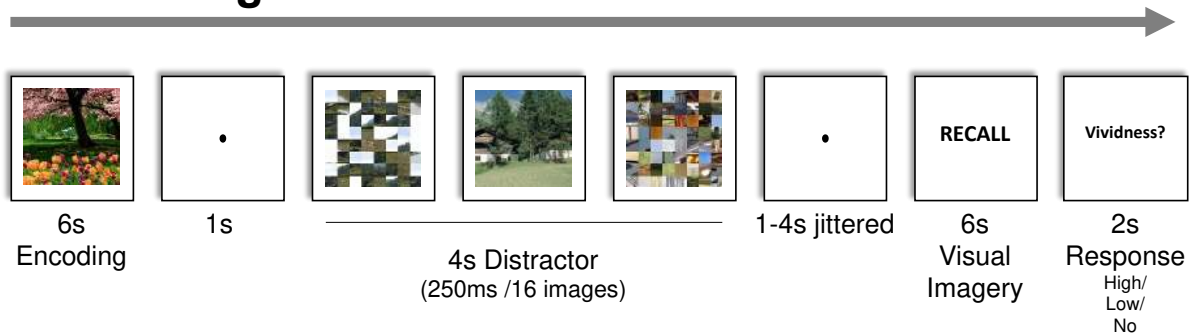 RECALL
Vividness?
6s
Encoding
1s
4s Distractor
(250ms /16 images)
1-4s jittered
6s
Visual
Imagery
2s
Response
High/
Low/
No